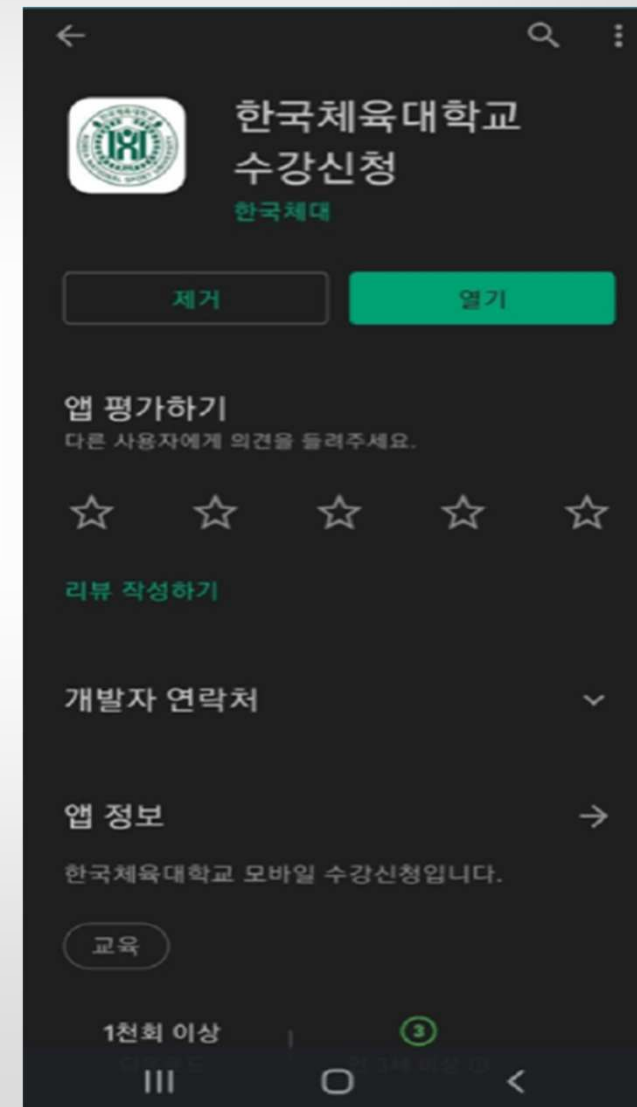 한국체육대학교
수강신청
한국체대
제거
열기
앱 평가하기
다른 사용자에게 의견을 들려주세요.
리뷰 작성하기
개발자 연락처
앱 정보
한국체육대학교 모바일 수강신청입니다.
교육
1천회 이상
3